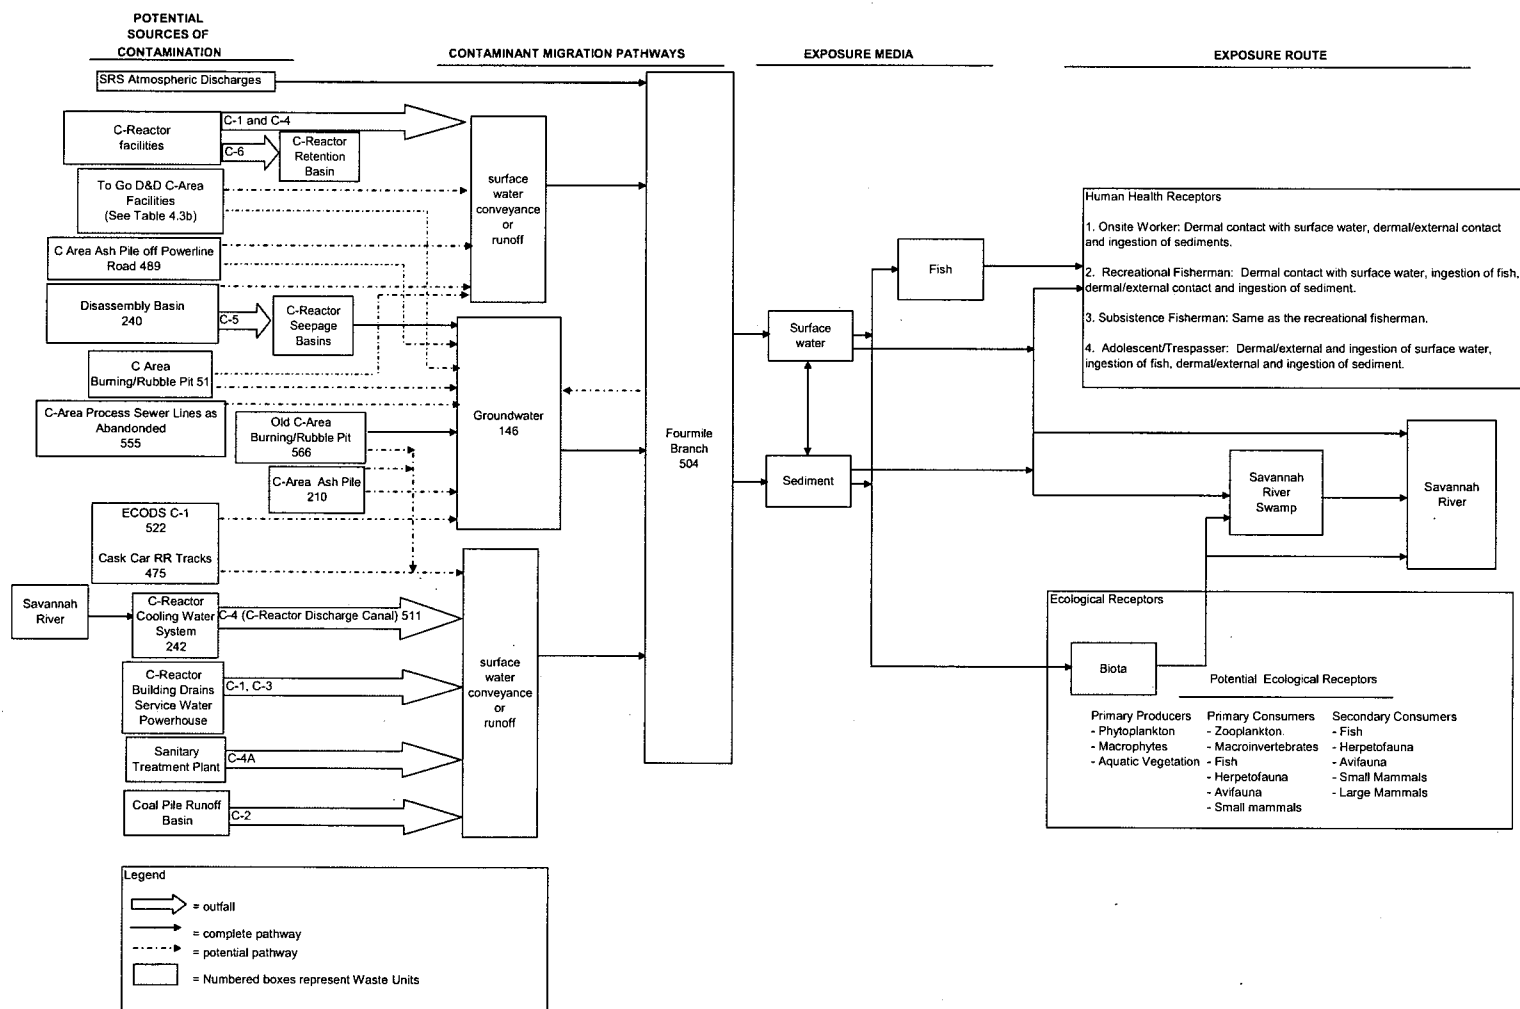 POTENTIAL
SOURCES OF
CONTAMINATION
CONTAMINANT MIGRATION PATHWAYS
EXPOSURE MEDIA
EXPOSURE ROUTE
SRS Atmospheric Discharges
C-Reactor
facilities
C-1 and C-4
C-6
C-Reactor
Retention
Basin
To Go D&D C-Area
Facilities
(See Table 4.3b)
C Area Ash Pile off Powerline
Road 489
Disassembly Basin
240
C-5
C-Reactor
Seepage
Basins
C Area
Burning/Rubble Pit 51
C-Area Process Sewer Lines as
Abandonded
555
Old C-Area
Burning/Rubble Pit
566
C-Area Ash Pile
210
ECODS C-1
522
Cask Car RR Tracks
475
Savannah
River
C-Reactor
Cooling Water
System
242
C-4 (C-Reactor Discharge Canal) 511
C-Reactor
Building Drains
Service Water
Powerhouse
C-1, C-3
Sanitary
Treatment Plant
C-4A
Coal Pile Runoff
Basin
C-2
surface
water
conveyance
or
runoff
Groundwater
146
surface
water
conveyance
or
runoff
Fourmile
Branch
504
Surface
water
Sediment
Fish
Human Health Receptors
1. Onsite Worker: Dermal contact with surface water, dermal/external contact
and ingestion of sediments.
2. Recreational Fisherman: Dermal contact with surface water, ingestion of fish,
dermal/external contact and ingestion of sediment.
3. Subsistence Fisherman: Same as the recreational fisherman.
4. Adolescent/Trespasser: Dermal/external and ingestion of surface water,
ingestion of fish, dermal/external and ingestion of sediment.
Savannah
River
Swamp
Savannah
River
Ecological Receptors
Biota
Potential Ecological Receptors
Primary Producers
- Phytoplankton
- Macrophytes
- Aquatic Vegetation
Primary Consumers
- Zooplankton.
- Macroinvertebrates
- Fish
- Herpetofauna
- Avifauna
- Small mammals
Secondary Consumers
- Fish
- Herpetofauna
- Avifauna
- Small Mammals
- Large Mammals
Legend
= outfall
= complete pathway
= potential pathway
= Numbered boxes represent Waste Units